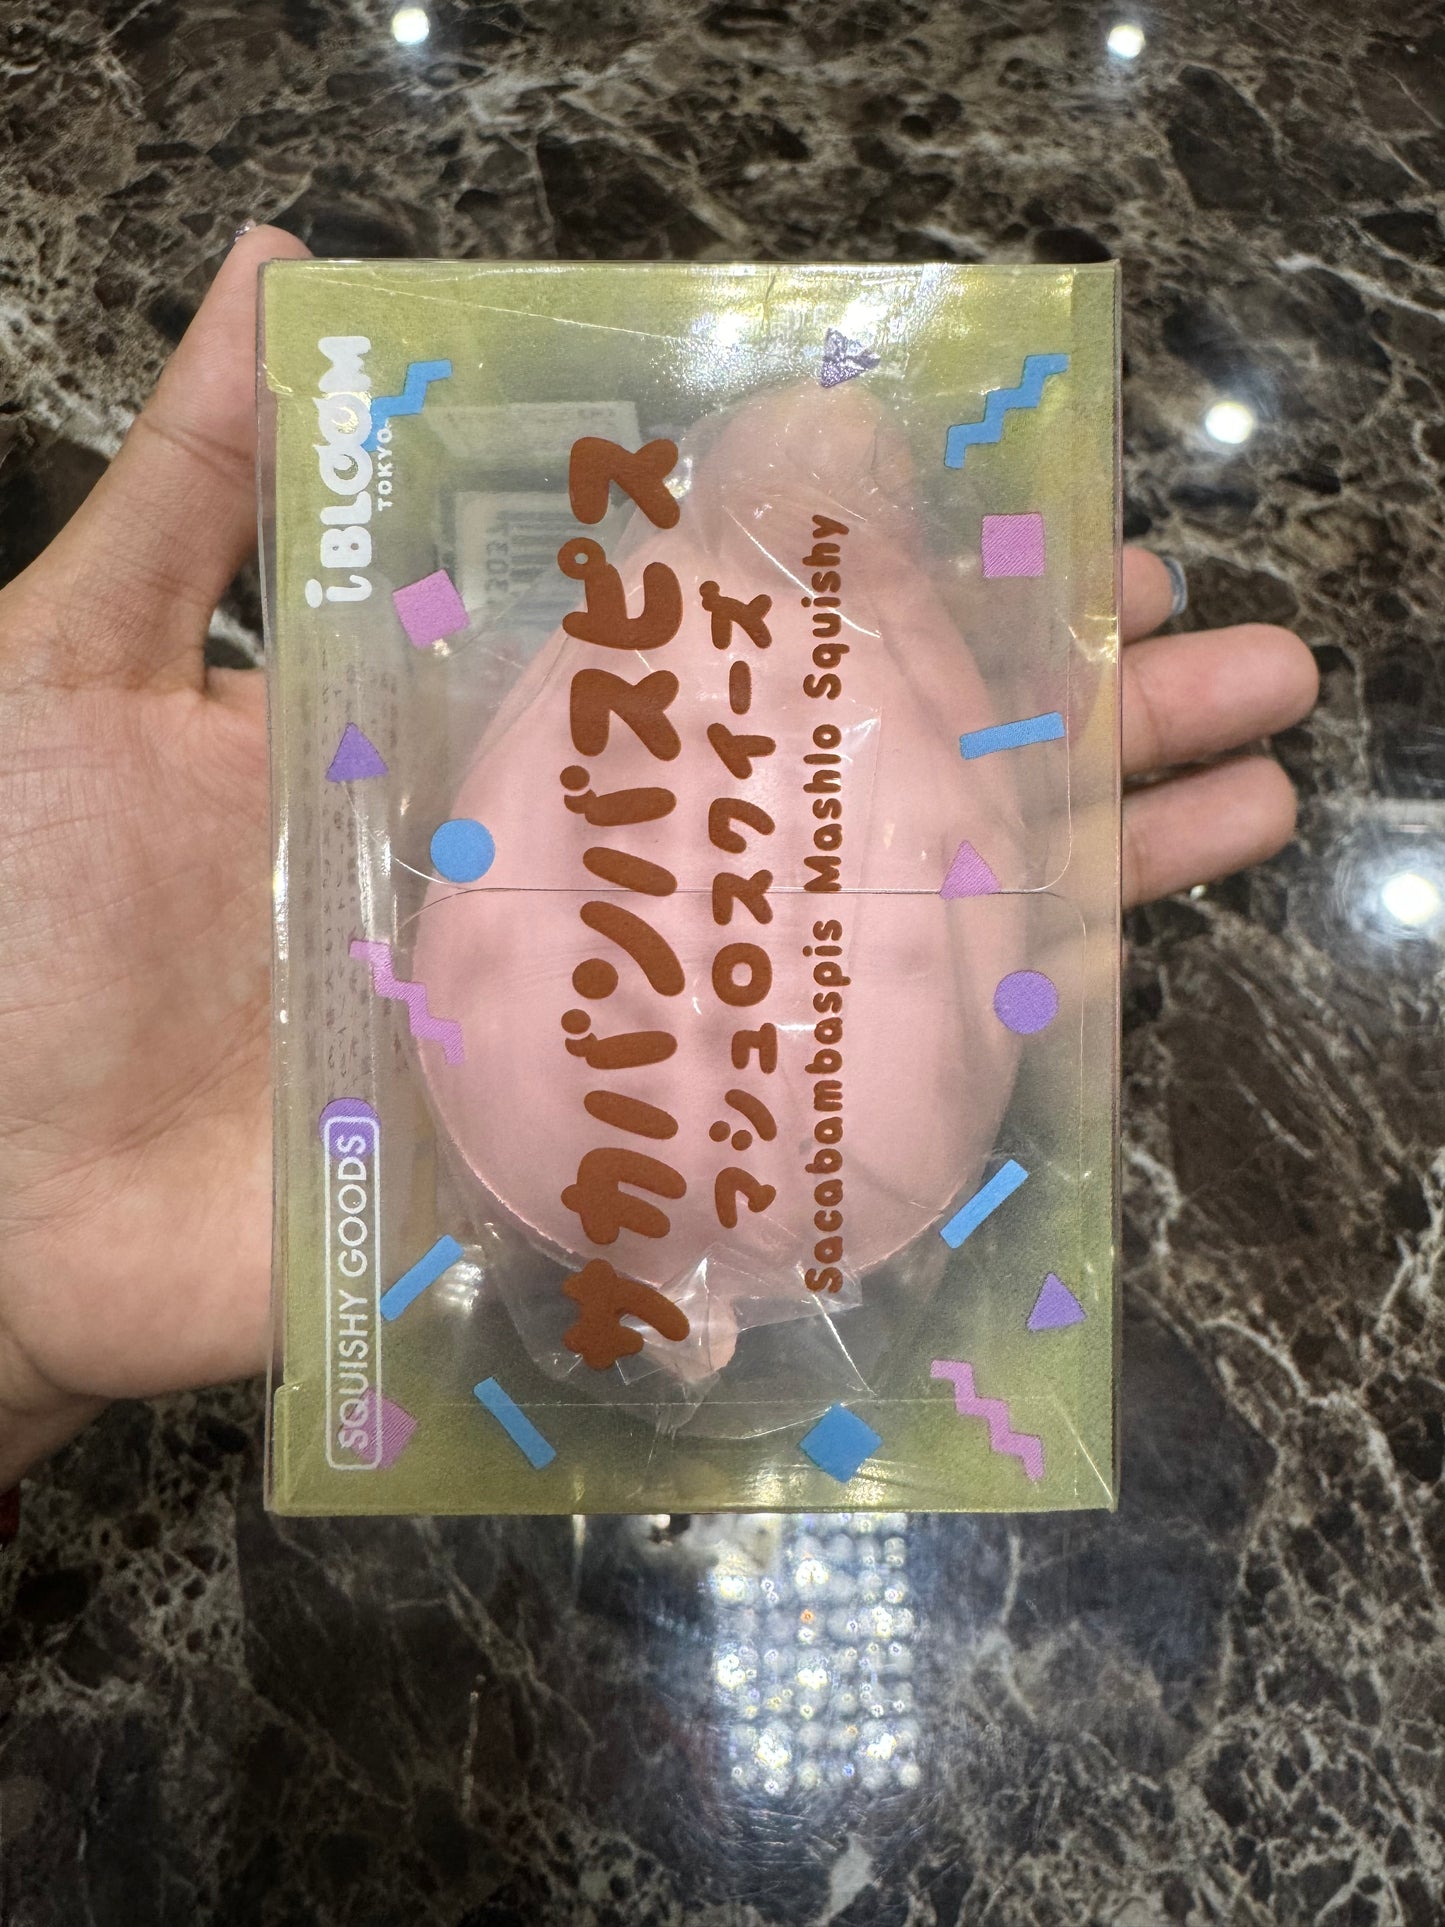 iBLOOM
TOKYO
SQUISHY GOODS
サカバンバスピス
マシュロスクイーズ
Sacabambaspis Mashlo Squishy